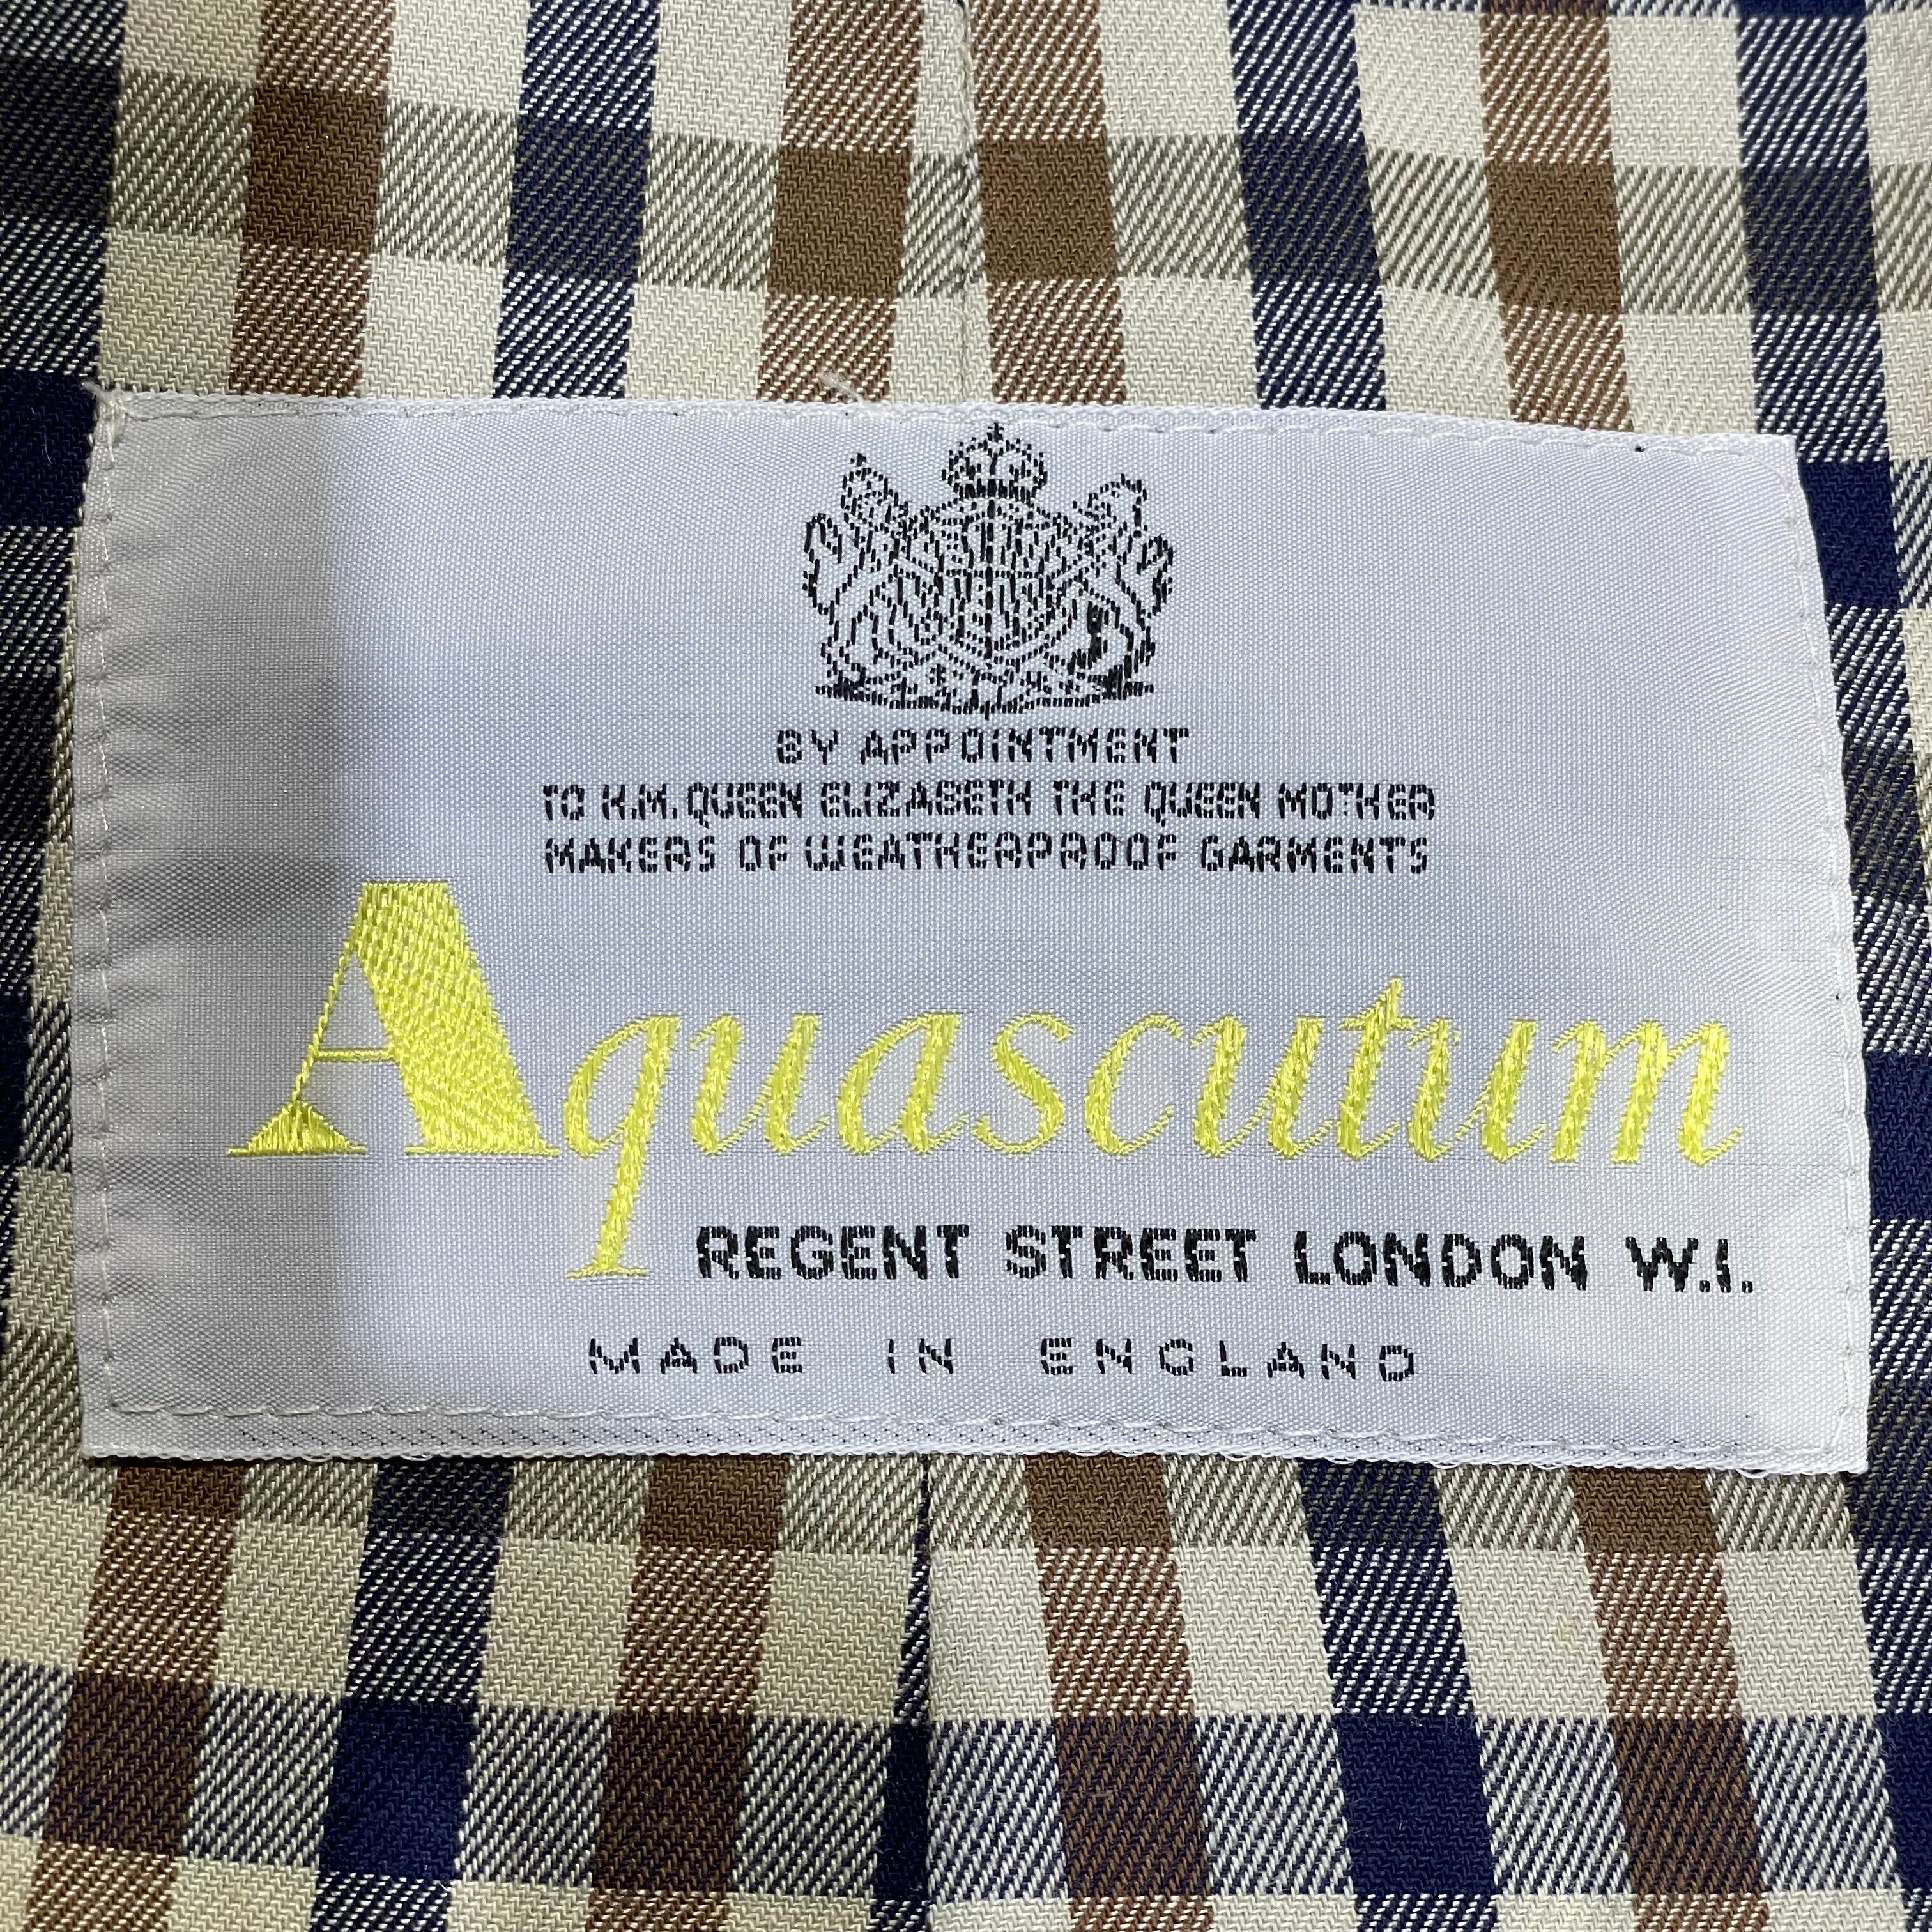 BY APPOINTMENT
TO H.M. QUEEN ELIZABETH THE QUEEN MOTHER
MAKERS OF WEATHERPROOF GARMENTS
Aquascutum
REGENT STREET LONDON W.I.
MADE IN ENGLAND